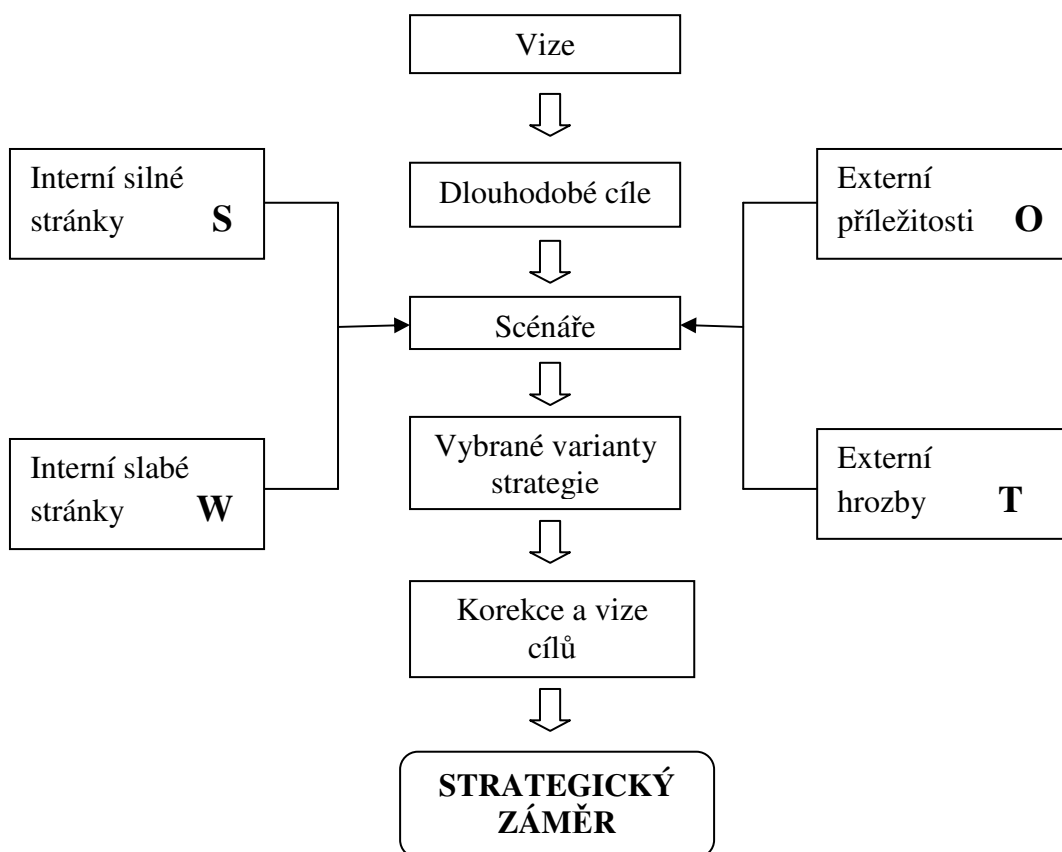 Vize
Interní silné
stránky S
Dlouhodobé cíle
Externí
příležitosti O
Scénáře
Interní slabé
stránky W
Vybrané varianty
strategie
Externí
hrozby T
Korekce a vize
cílů
STRATEGICKÝ
ZÁMĚR